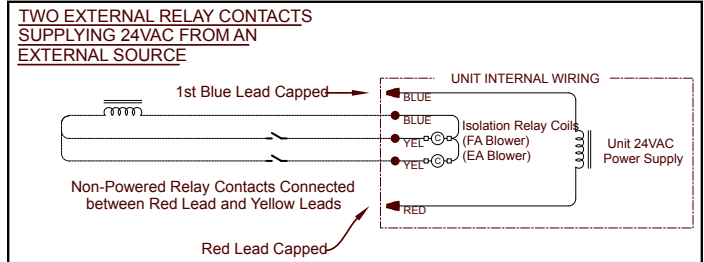 TWO EXTERNAL RELAY CONTACTS
SUPPLYING 24VAC FROM AN
EXTERNAL SOURCE
UNIT INTERNAL WIRING
1st Blue Lead Capped
BLUE
BLUE
Isolation Relay Coils
YEL
C
(FA Blower)
(EA Blower)
YEL
C
Unit 24VAC
Power Supply
Non-Powered Relay Contacts Connected
between Red Lead and Yellow Leads
RED
Red Lead Capped